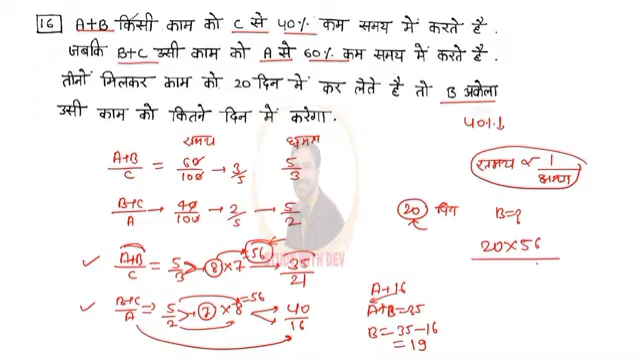 16 A+B किसी काम को C से 40% कम समय में करते है.
जबकि B+C उसी काम को A से 60% कम समय में करते है.
तीनों मिलकर काम को 20 दिन में कर लेते है तो B अकेला
उसी काम को कितने दिन में करेगा.
समय क्षमता
A+B/C = 60/100 → 3/5 5/3
B+C/A → 40/100 → 2/5 → 5/2
A+B/C = 5/3 > 8 × 7 = 56 → 35/21
B+C/A ⇒ 5/2 > 7 × 8 = 56 → 40/16
40%↓
समय ∝ 1/क्षमता
20 दिन B=?
20×56
A→16
A+B=35
B=35-16
=19